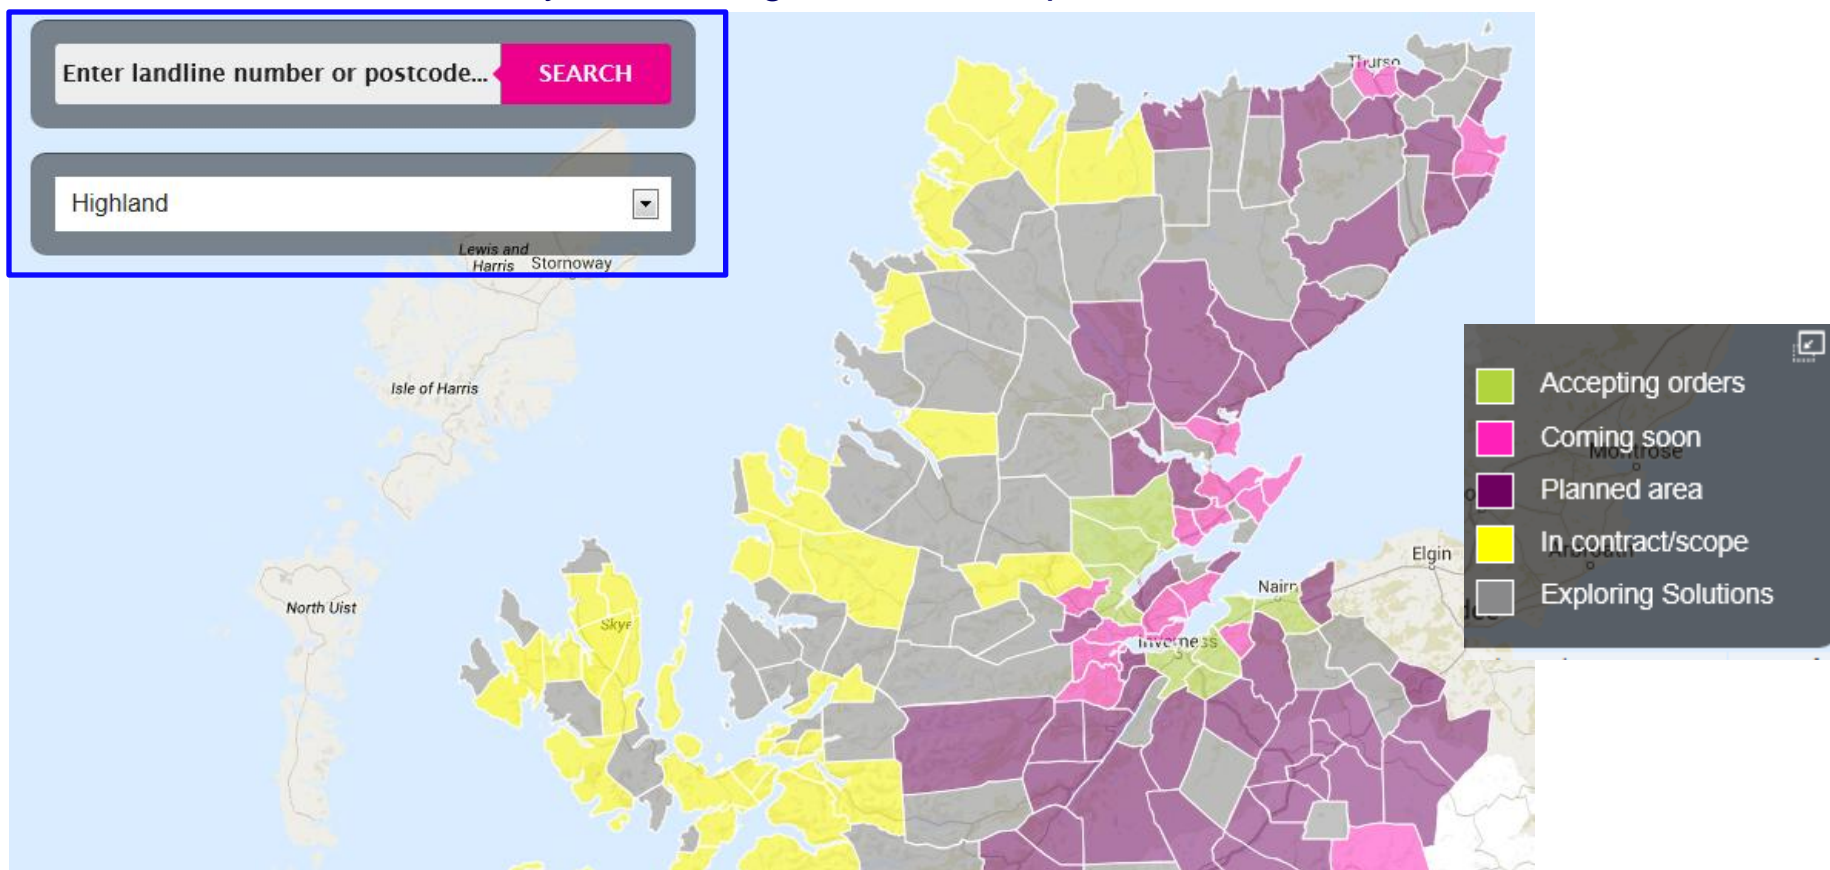 Enter landline number or postcode...
SEARCH
Highland
Lewis and
Harris
Stornoway
Isle of Harris
North Uist
Skye
Thurso
Elgin
Nairn
Inverness
Accepting orders
Coming soon
Montrose
Planned area
In contract/scope
Exploring Solutions